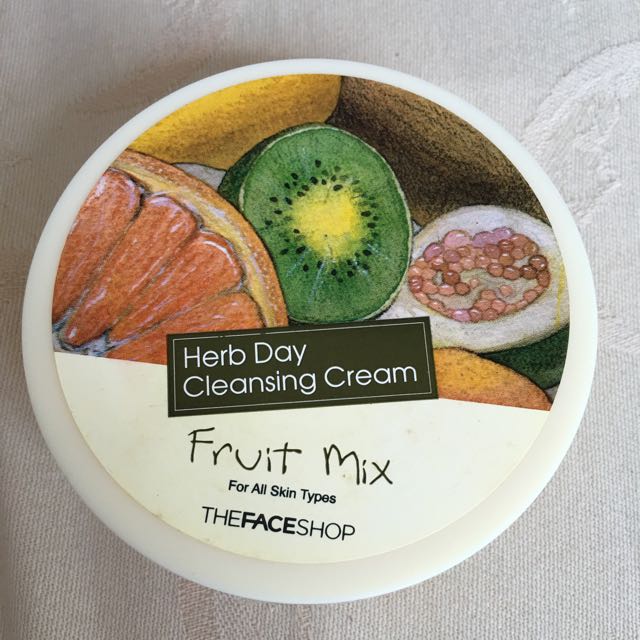 Herb Day
Cleansing Cream
Fruit Mix
For All Skin Types
THEFACESHOP